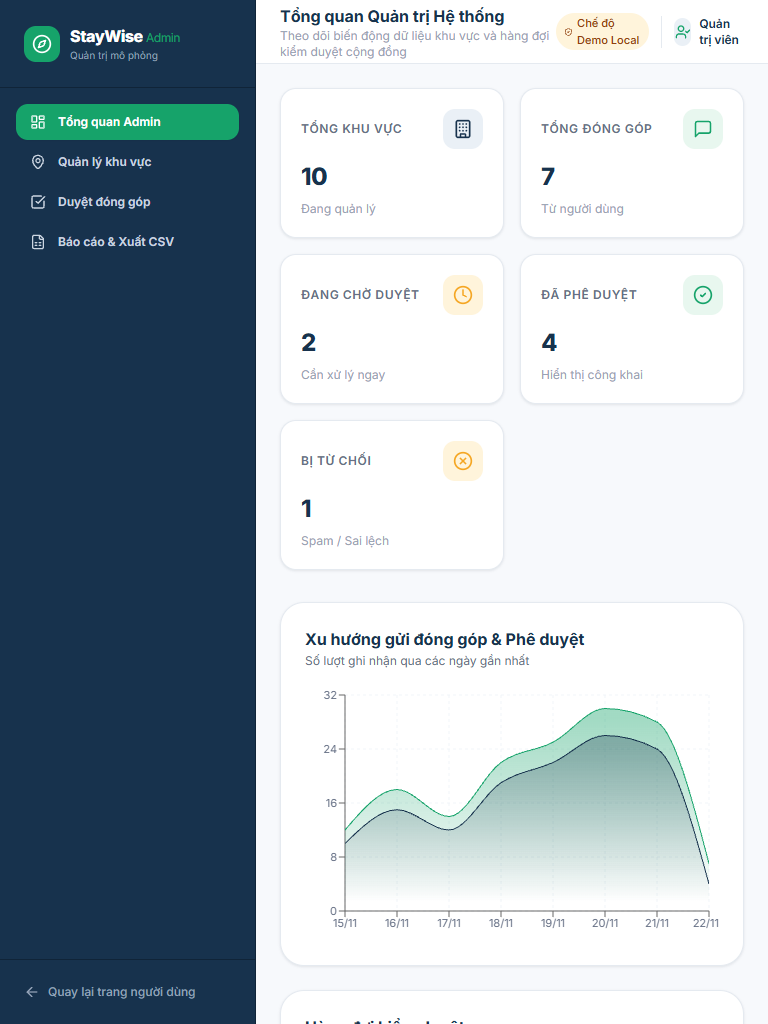 StayWise Admin
Quản trị mô phỏng
Tổng quan Admin
Quản lý khu vực
Duyệt đóng góp
Báo cáo & Xuất CSV
Quay lại trang người dùng
Tổng quan Quản trị Hệ thống
Theo dõi biến động dữ liệu khu vực và hàng đợi
kiểm duyệt cộng đồng
Chế độ
Demo Local
Quản
trị viên
TỔNG KHU VỰC
10
Đang quản lý
TỔNG ĐÓNG GÓP
7
Từ người dùng
ĐANG CHỜ DUYỆT
2
Cần xử lý ngay
ĐÃ PHÊ DUYỆT
4
Hiển thị công khai
BỊ TỪ CHỐI
1
Spam / Sai lệch
Xu hướng gửi đóng góp & Phê duyệt
Số lượt ghi nhận qua các ngày gần nhất
32
24
16
8
0
15/11 16/11 17/11 18/11 19/11 20/11 21/11 22/11